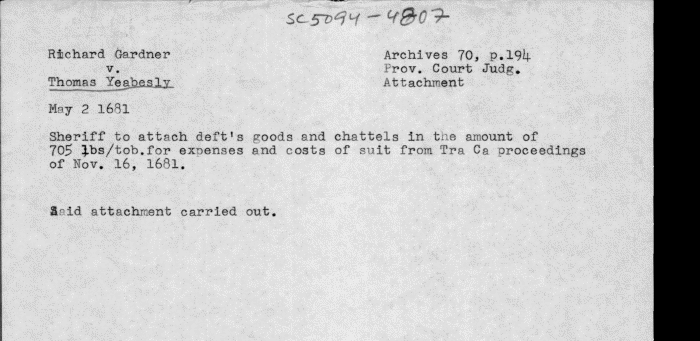 SC5094-4807
Richard Gardner
v.
Thomas Yeabesly
Archives 70, p.194
Prov. Court Judg.
Attachment
May 2 1681
Sheriff to attach deft's goods and chattels in the amount of
705 lbs/tob.for expenses and costs of suit from Tra Ca proceedings
of Nov. 16, 1681.
Said attachment carried out.